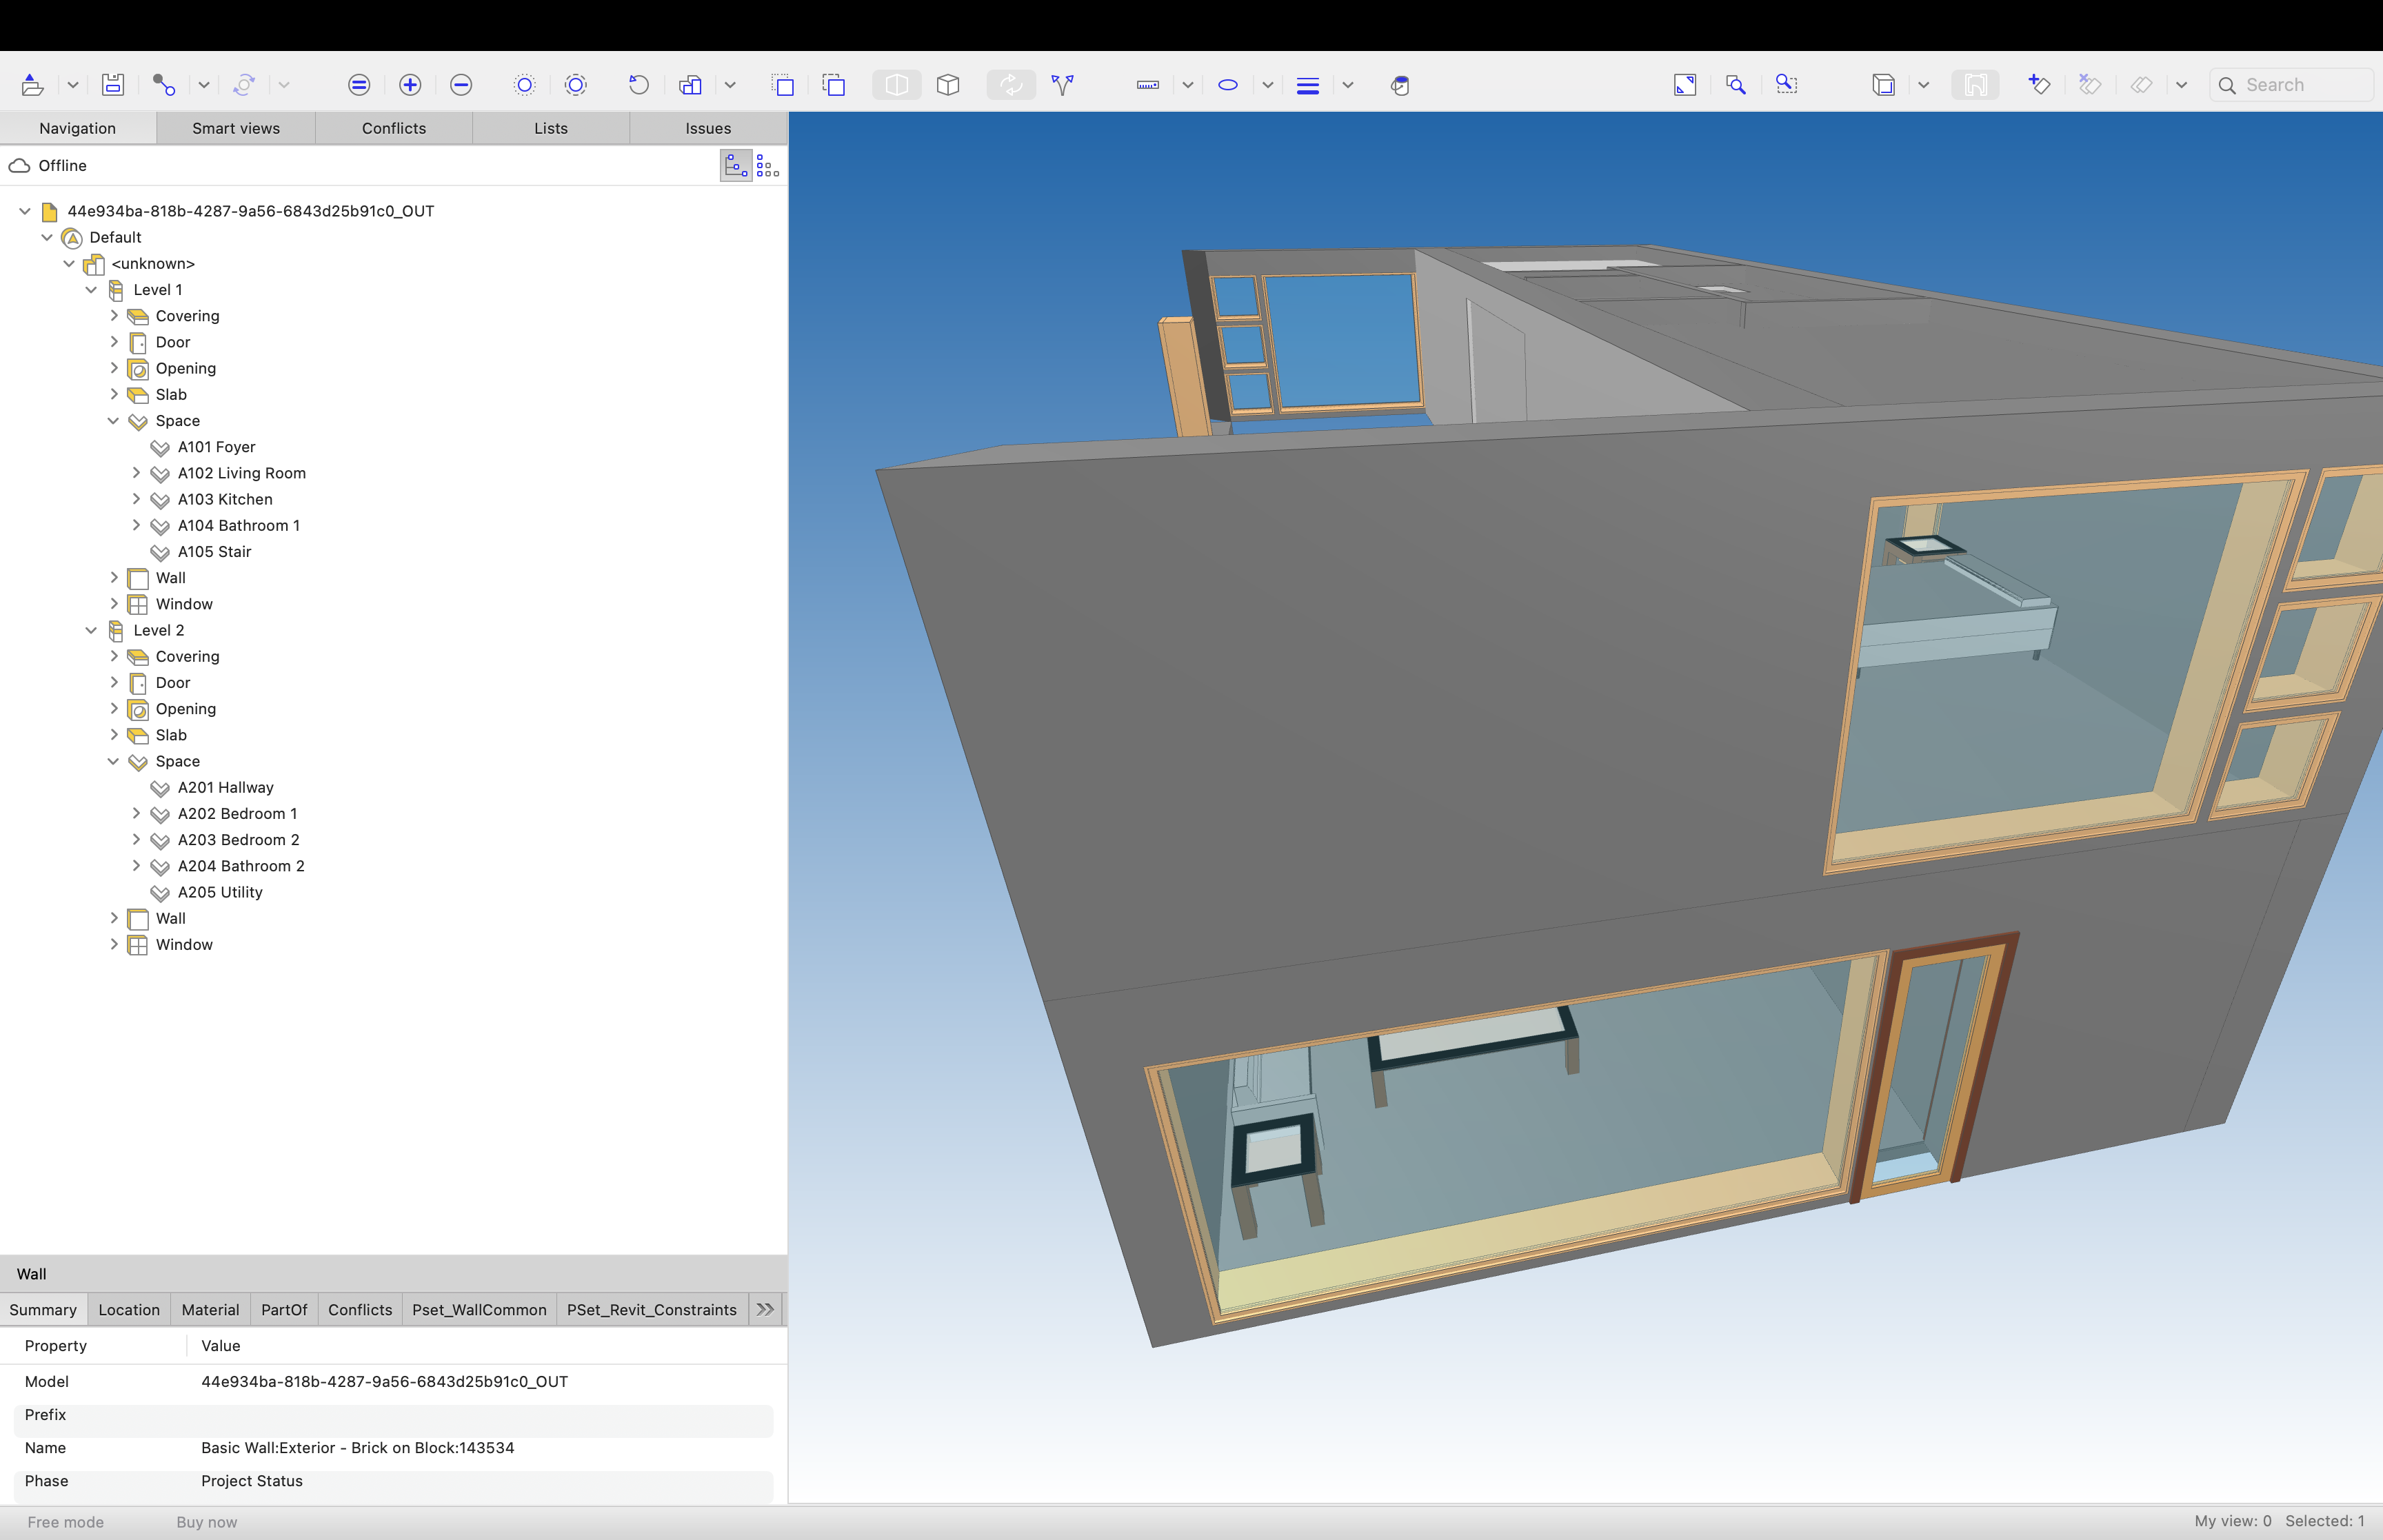 Search
Navigation Smart views Conflicts Lists Issues
Offline
44e934ba-818b-4287-9a56-6843d25b91c0_OUT
Default
<unknown>
Level 1
Covering
Door
Opening
Slab
Space
A101 Foyer
A102 Living Room
A103 Kitchen
A104 Bathroom 1
A105 Stair
Wall
Window
Level 2
Covering
Door
Opening
Slab
Space
A201 Hallway
A202 Bedroom 1
A203 Bedroom 2
A204 Bathroom 2
A205 Utility
Wall
Window
Wall
Summary Location Material PartOf Conflicts Pset_WallCommon PSet_Revit_Constraints
Property Value
Model 44e934ba-818b-4287-9a56-6843d25b91c0_OUT
Prefix
Name Basic Wall:Exterior - Brick on Block:143534
Phase Project Status
Free mode Buy now My view: 0 Selected: 1